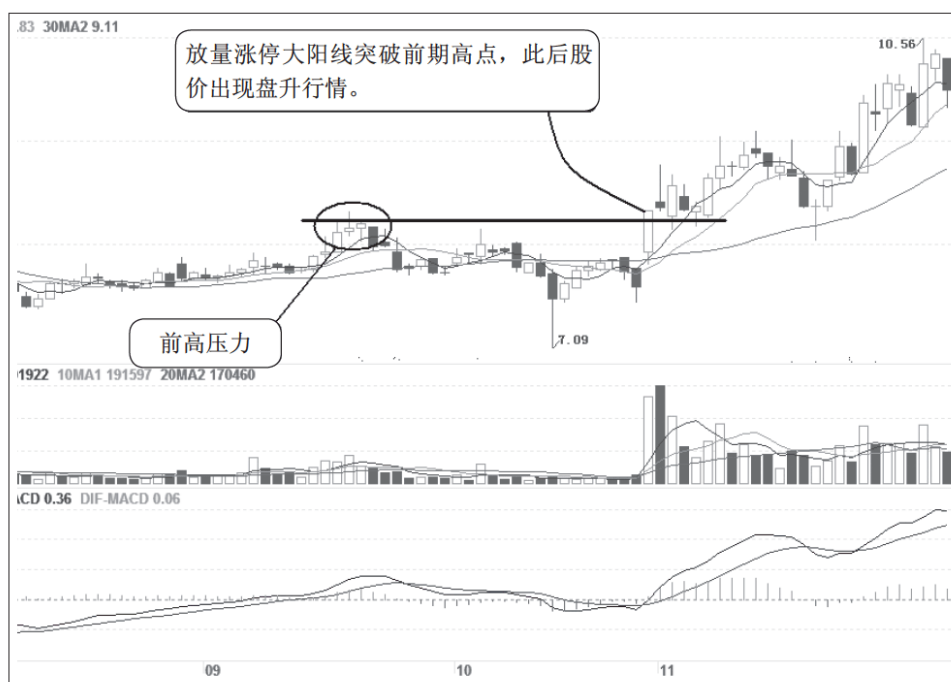 .83 30MA2 9.11
放量涨停大阳线突破前期高点，此后股
价出现盘升行情。
10.56
前高压力
7.09
91922 10MA1 191597 20MA2 170460
ACD 0.36 DIF-MACD 0.06
09 10 11